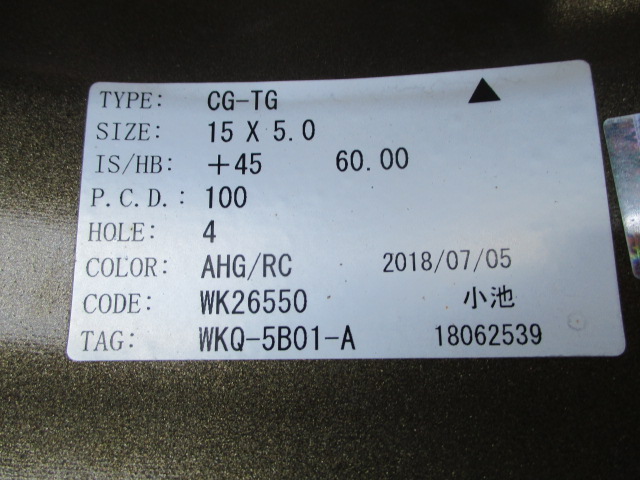 TYPE: CG-TG ▲
SIZE: 15 X 5.0
IS/HB: +45 60.00
P.C.D.: 100
HOLE: 4
COLOR: AHG/RC 2018/07/05
CODE: WK26550 小池
TAG: WKQ-5B01-A 18062539